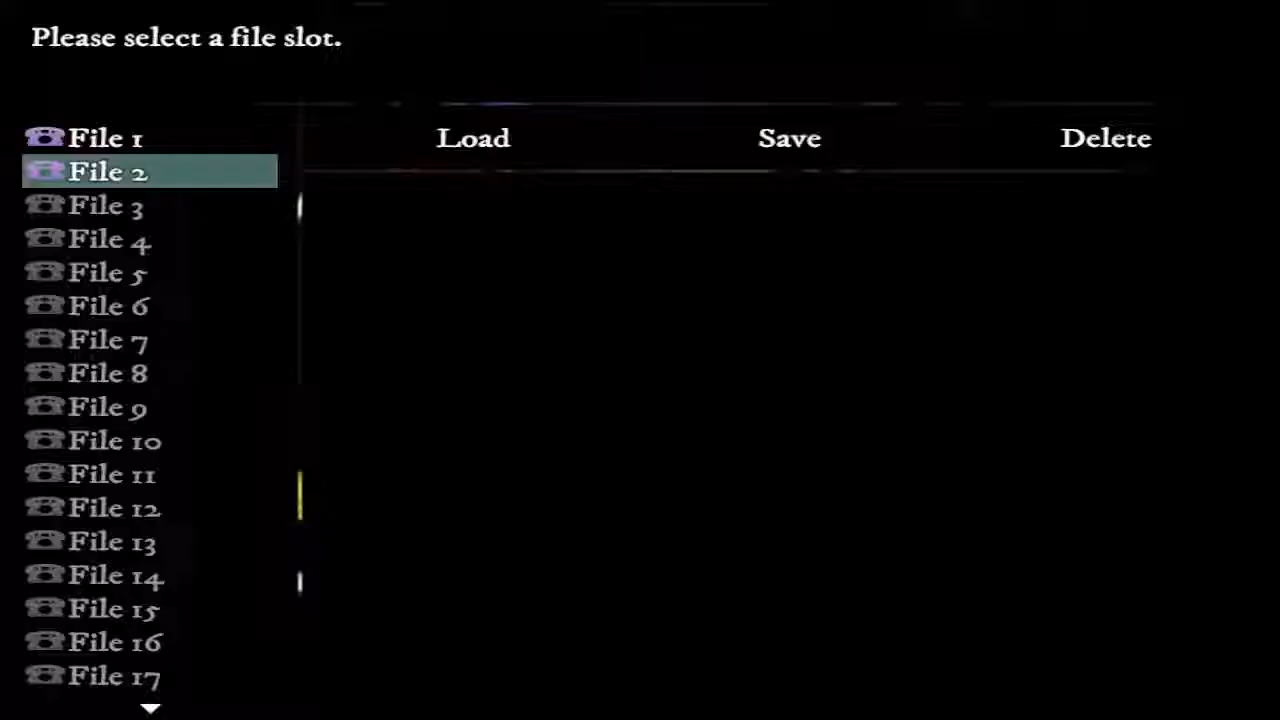 Please select a file slot.
Load Save Delete
File 1
File 2
File 3
File 4
File 5
File 6
File 7
File 8
File 9
File 10
File 11
File 12
File 13
File 14
File 15
File 16
File 17